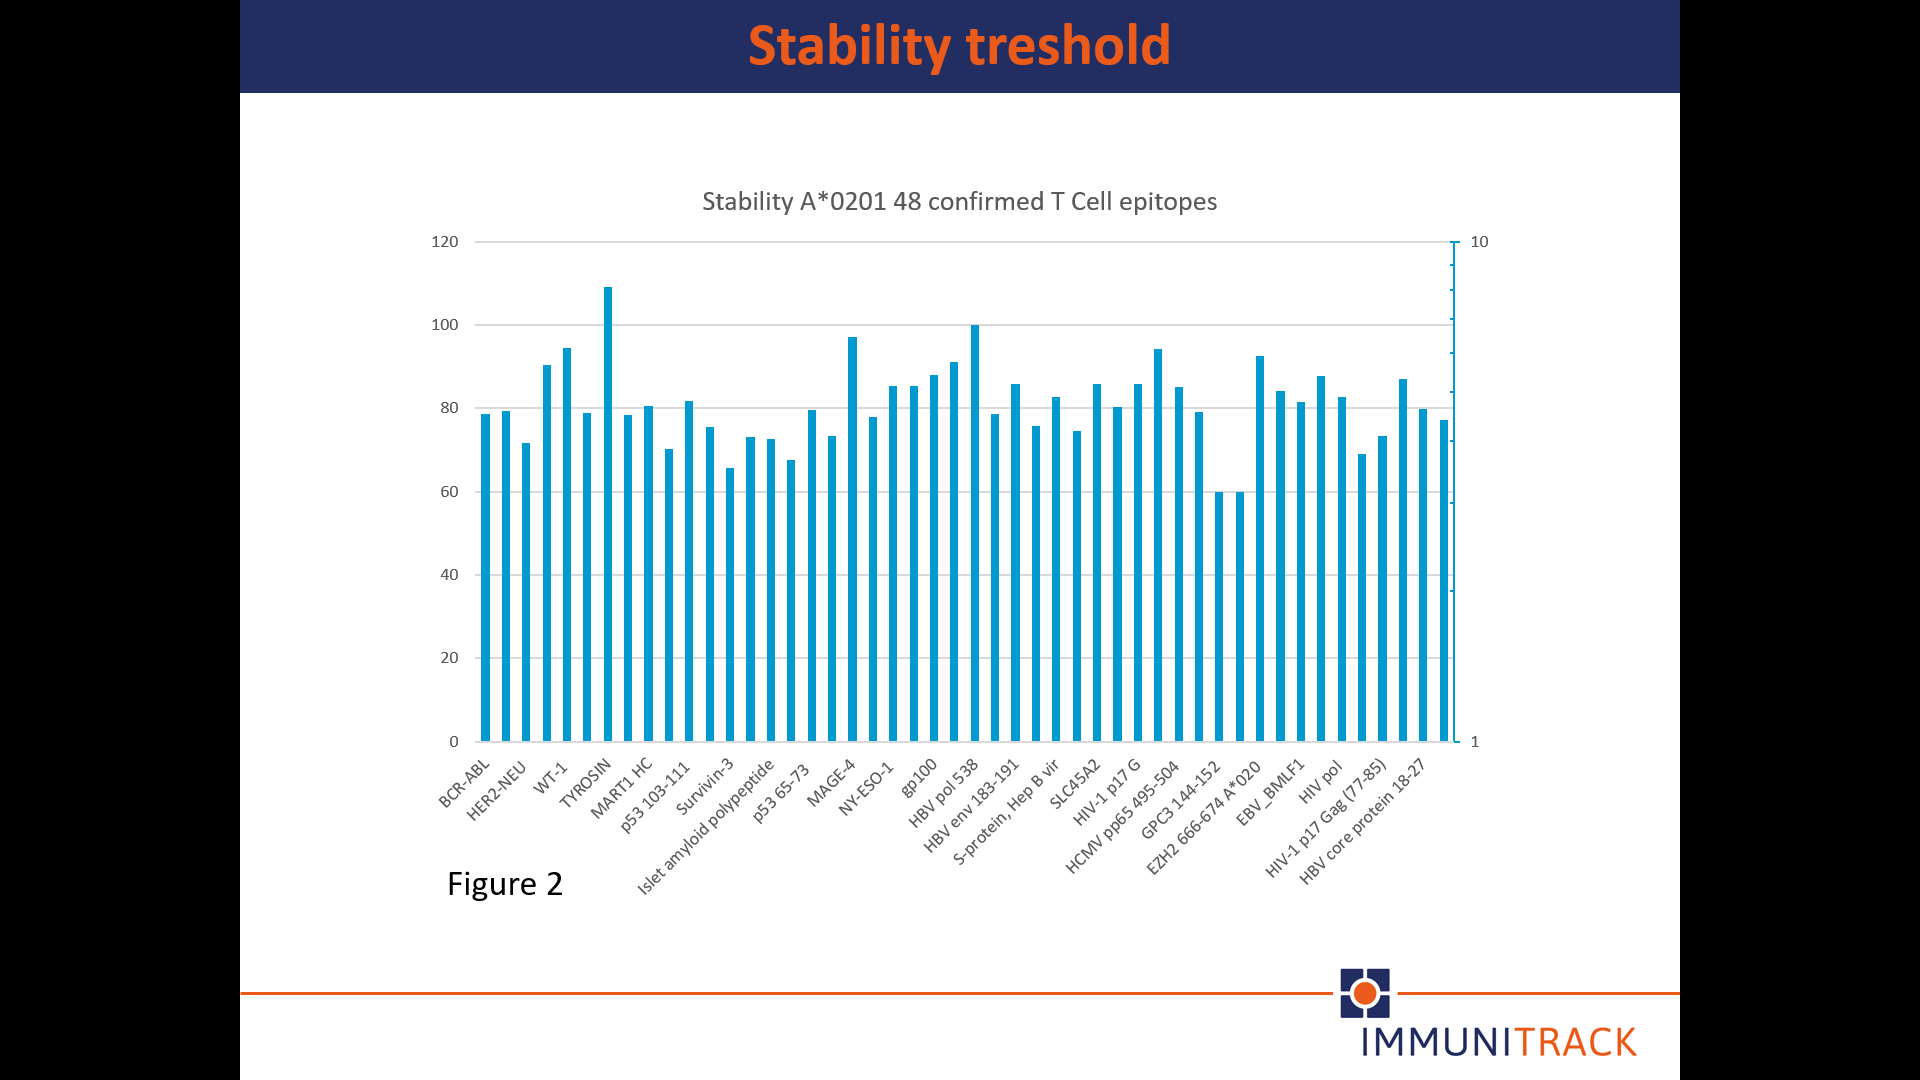 Stability treshold
Stability A*0201 48 confirmed T Cell epitopes
120
100
80
60
40
20
0
10
1
BCR-ABL
HER2-NEU
WT-1
TYROSIN
MART1 HC
p53 103-111
Survivin-3
Islet amyloid polypeptide
p53 65-73
MAGE-4
NY-ESO-1
gp100
HBV pol 538
HBV env 183-191
S-protein, Hep B vir
SLC45A2
HIV-1 p17 G
HCMV pp65 495-504
GPC3 144-152
EZH2 666-674 A*020
EBV_BMLF1
HIV pol
HIV-1 p17 Gag (77-85)
HBV core protein 18-27
Figure 2
IMMUNITRACK